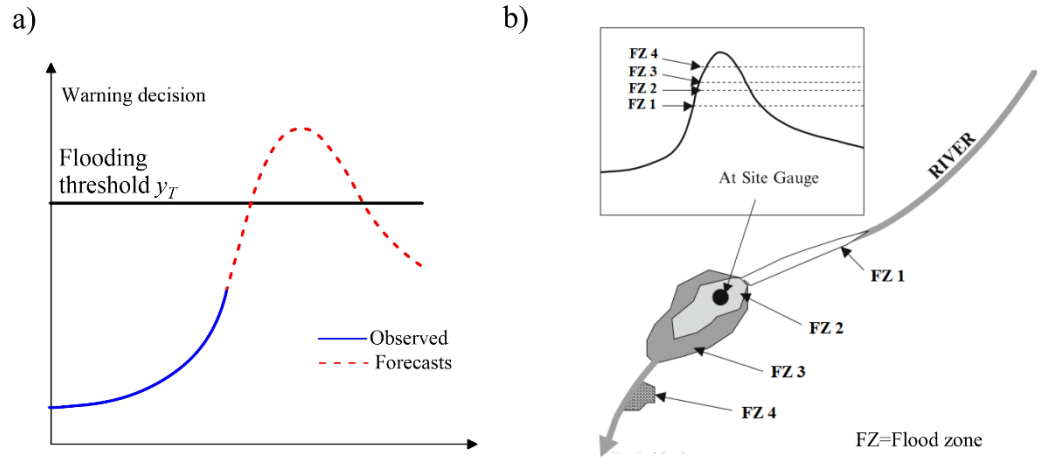 a)
Warning decision
Flooding
threshold y_T
Observed
Forecasts
b)
FZ 4
FZ 3
FZ 2
FZ 1
At Site Gauge
RIVER
FZ 1
FZ 2
FZ 3
FZ 4
FZ=Flood zone